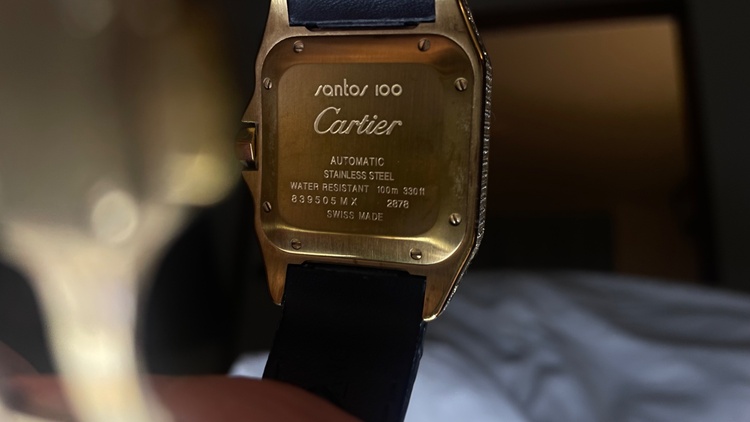 santos 100
Cartier
AUTOMATIC
STAINLESS STEEL
WATER RESISTANT 100m 330ft
839505MX 2878
SWISS MADE